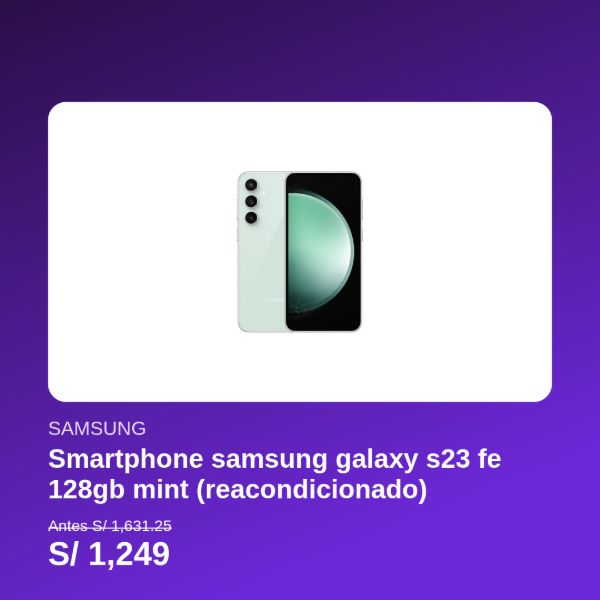 SAMSUNG
Smartphone samsung galaxy s23 fe
128gb mint (reacondicionado)
Antes S/ 1,631.25
S/ 1,249